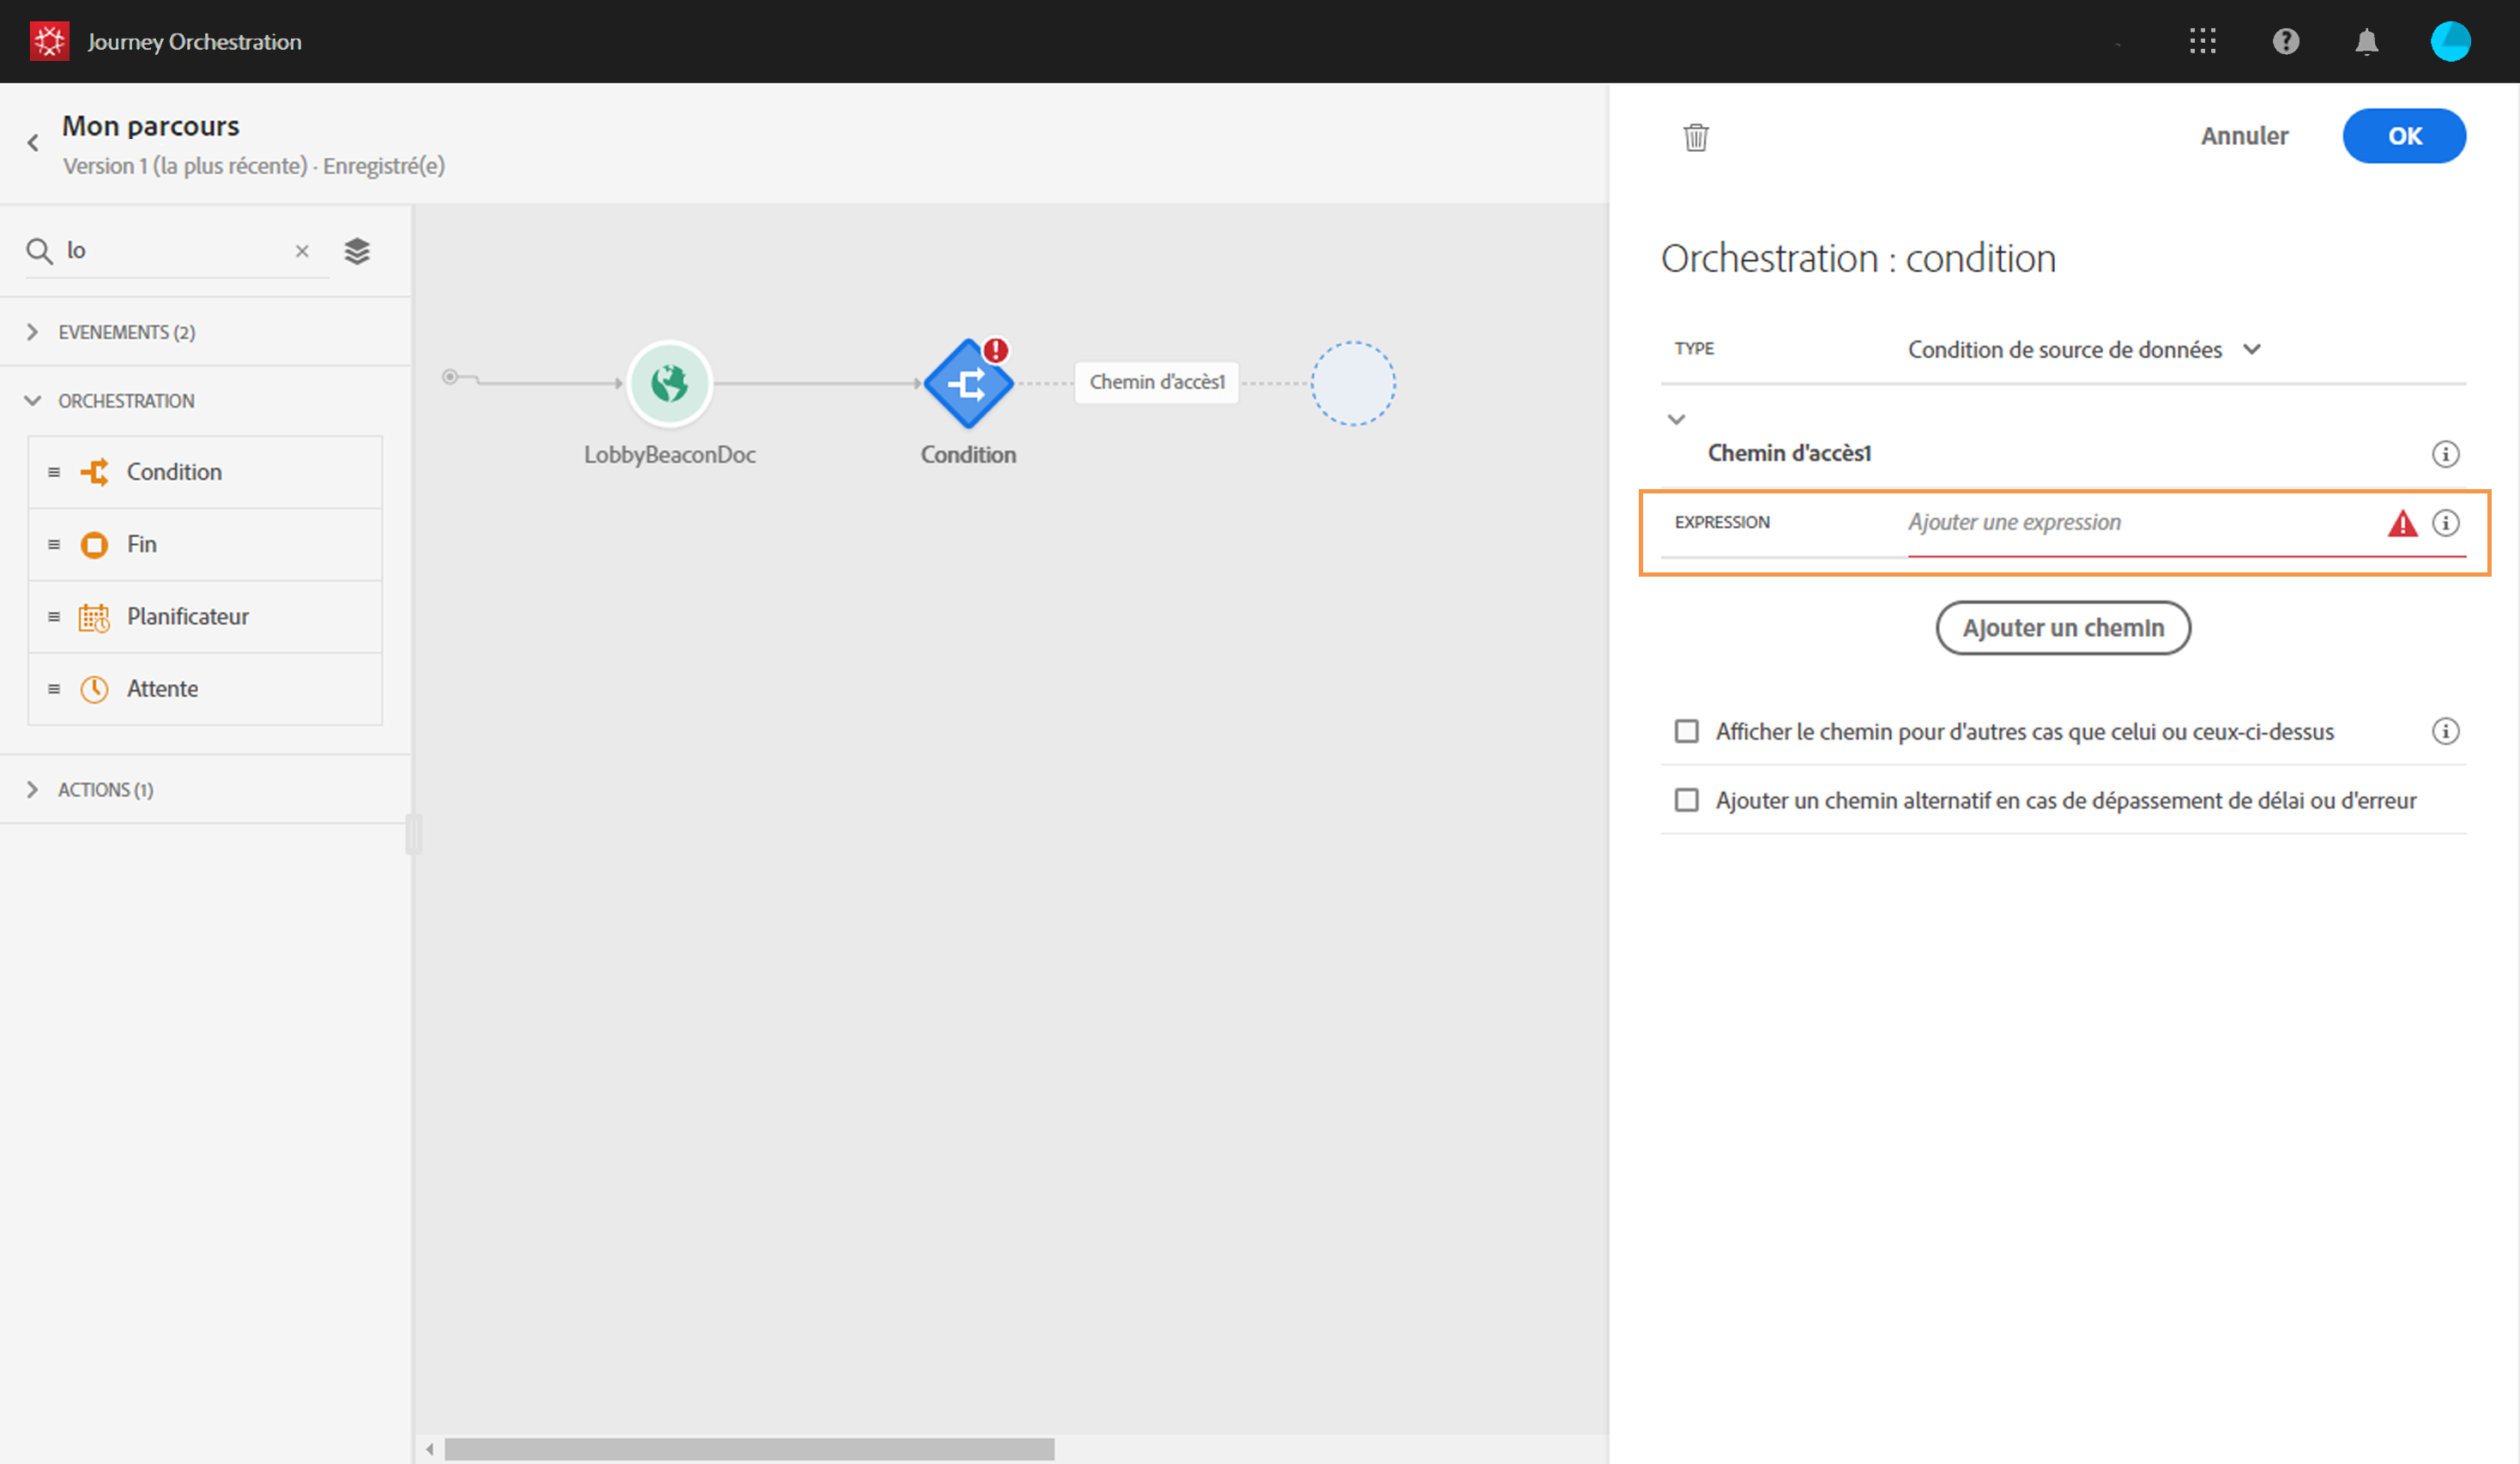 Journey Orchestration
Mon parcours
Version 1 (la plus récente) · Enregistré(e)
lo
EVENEMENTS (2)
ORCHESTRATION
Condition
Fin
Planificateur
Attente
ACTIONS (1)
LobbyBeaconDoc
Condition
Chemin d'accès1
Annuler
OK
Orchestration : condition
TYPE Condition de source de données
Chemin d'accès1
EXPRESSION Ajouter une expression
Ajouter un chemin
Afficher le chemin pour d'autres cas que celui ou ceux-ci-dessus
Ajouter un chemin alternatif en cas de dépassement de délai ou d'erreur